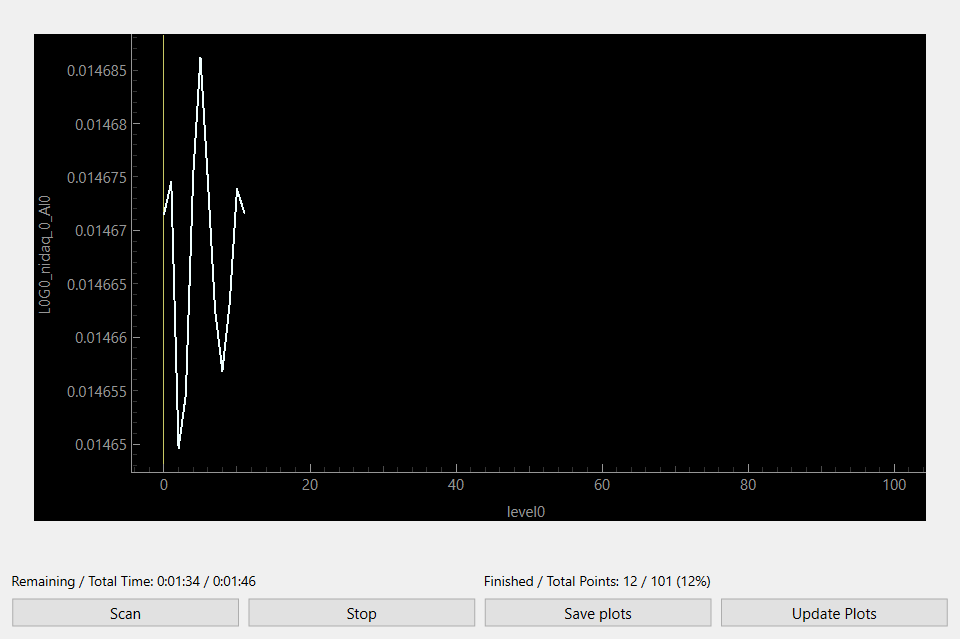 0.014685
0.01468
0.014675
0.01467
0.014665
0.01466
0.014655
0.01465
L0G0_nidaq_0_AI0
0 20 40 60 80 100
level0
Remaining / Total Time: 0:01:34 / 0:01:46
Finished / Total Points: 12 / 101 (12%)
Scan
Stop
Save plots
Update Plots